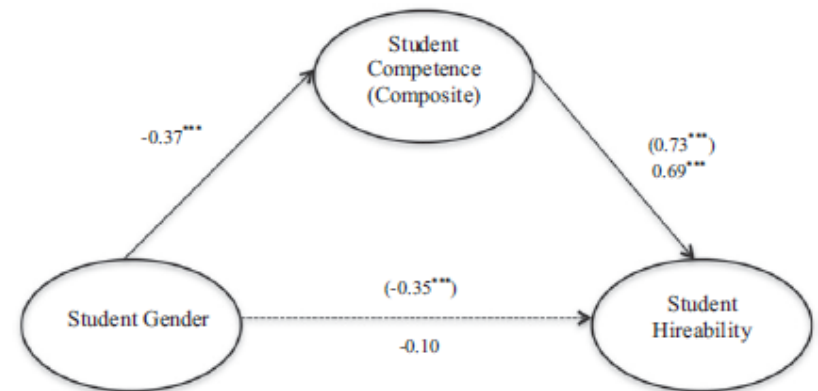 Student
Competence
(Composite)
-0.37***
(0.73***)
0.69***
Student Gender
(-0.35***)
-0.10
Student
Hireability